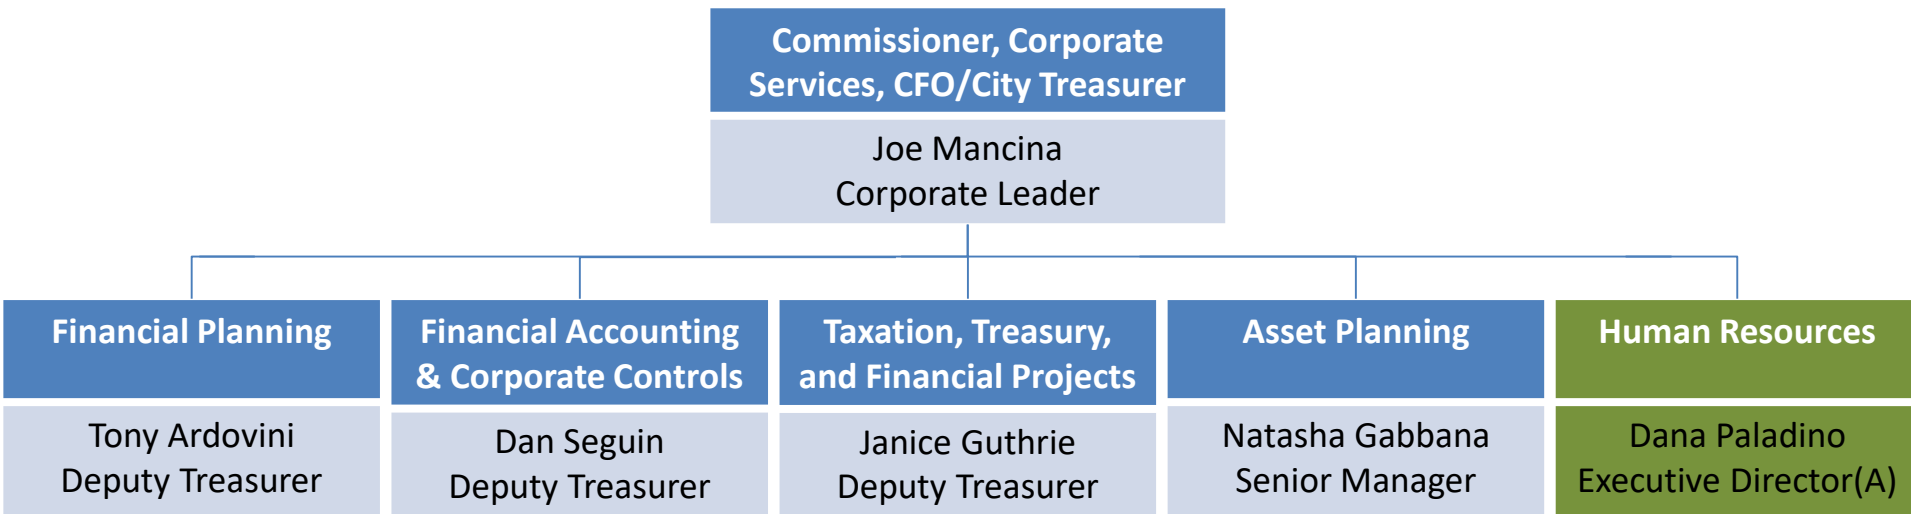 Commissioner, Corporate
Services, CFO/City Treasurer
Joe Mancina
Corporate Leader
Financial Planning
Tony Ardovini
Deputy Treasurer
Financial Accounting
& Corporate Controls
Dan Seguin
Deputy Treasurer
Taxation, Treasury,
and Financial Projects
Janice Guthrie
Deputy Treasurer
Asset Planning
Natasha Gabbana
Senior Manager
Human Resources
Dana Paladino
Executive Director(A)